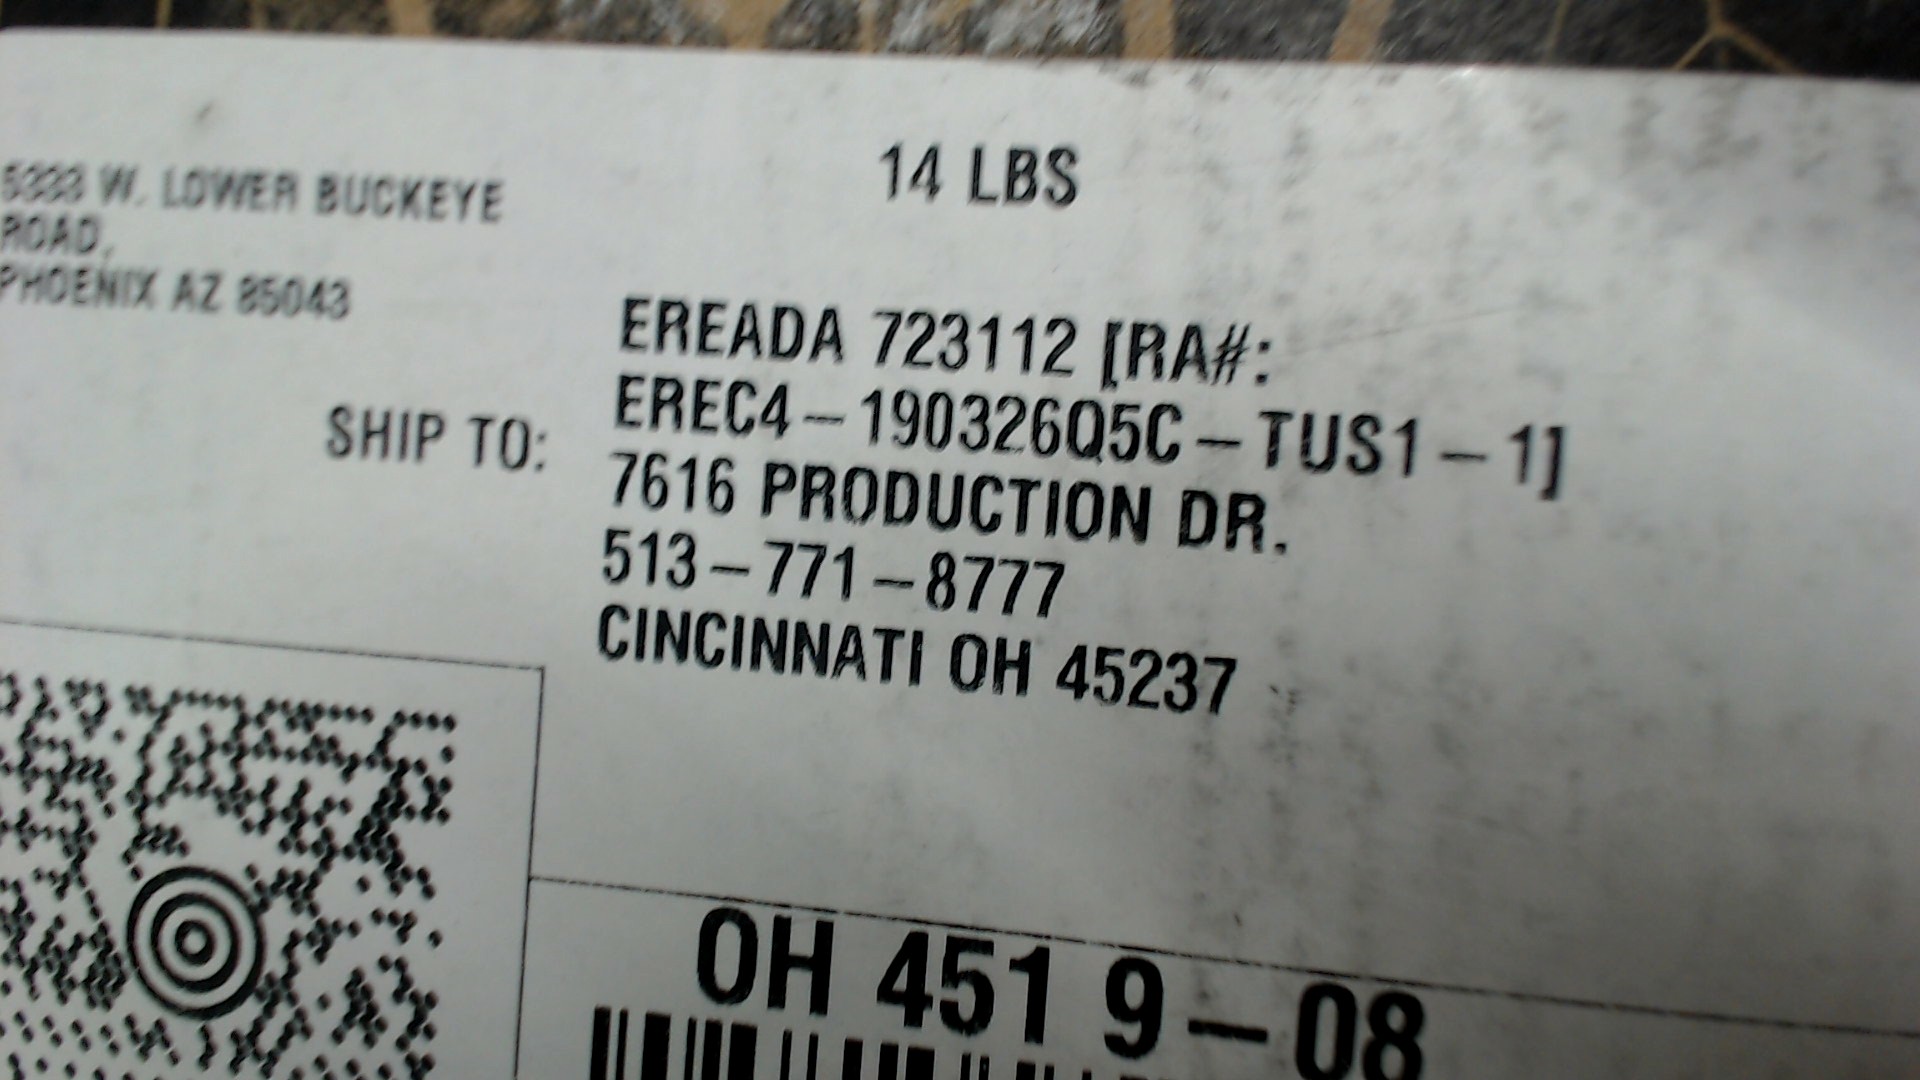 14 LBS
5333 W. LOWER BUCKEYE
ROAD,
PHOENIX AZ 85043
SHIP TO:
EREADA 723112 [RA#:
EREC4-190326Q5C-TUS1-1]
7616 PRODUCTION DR.
513-771-8777
CINCINNATI OH 45237
OH 451 9-08